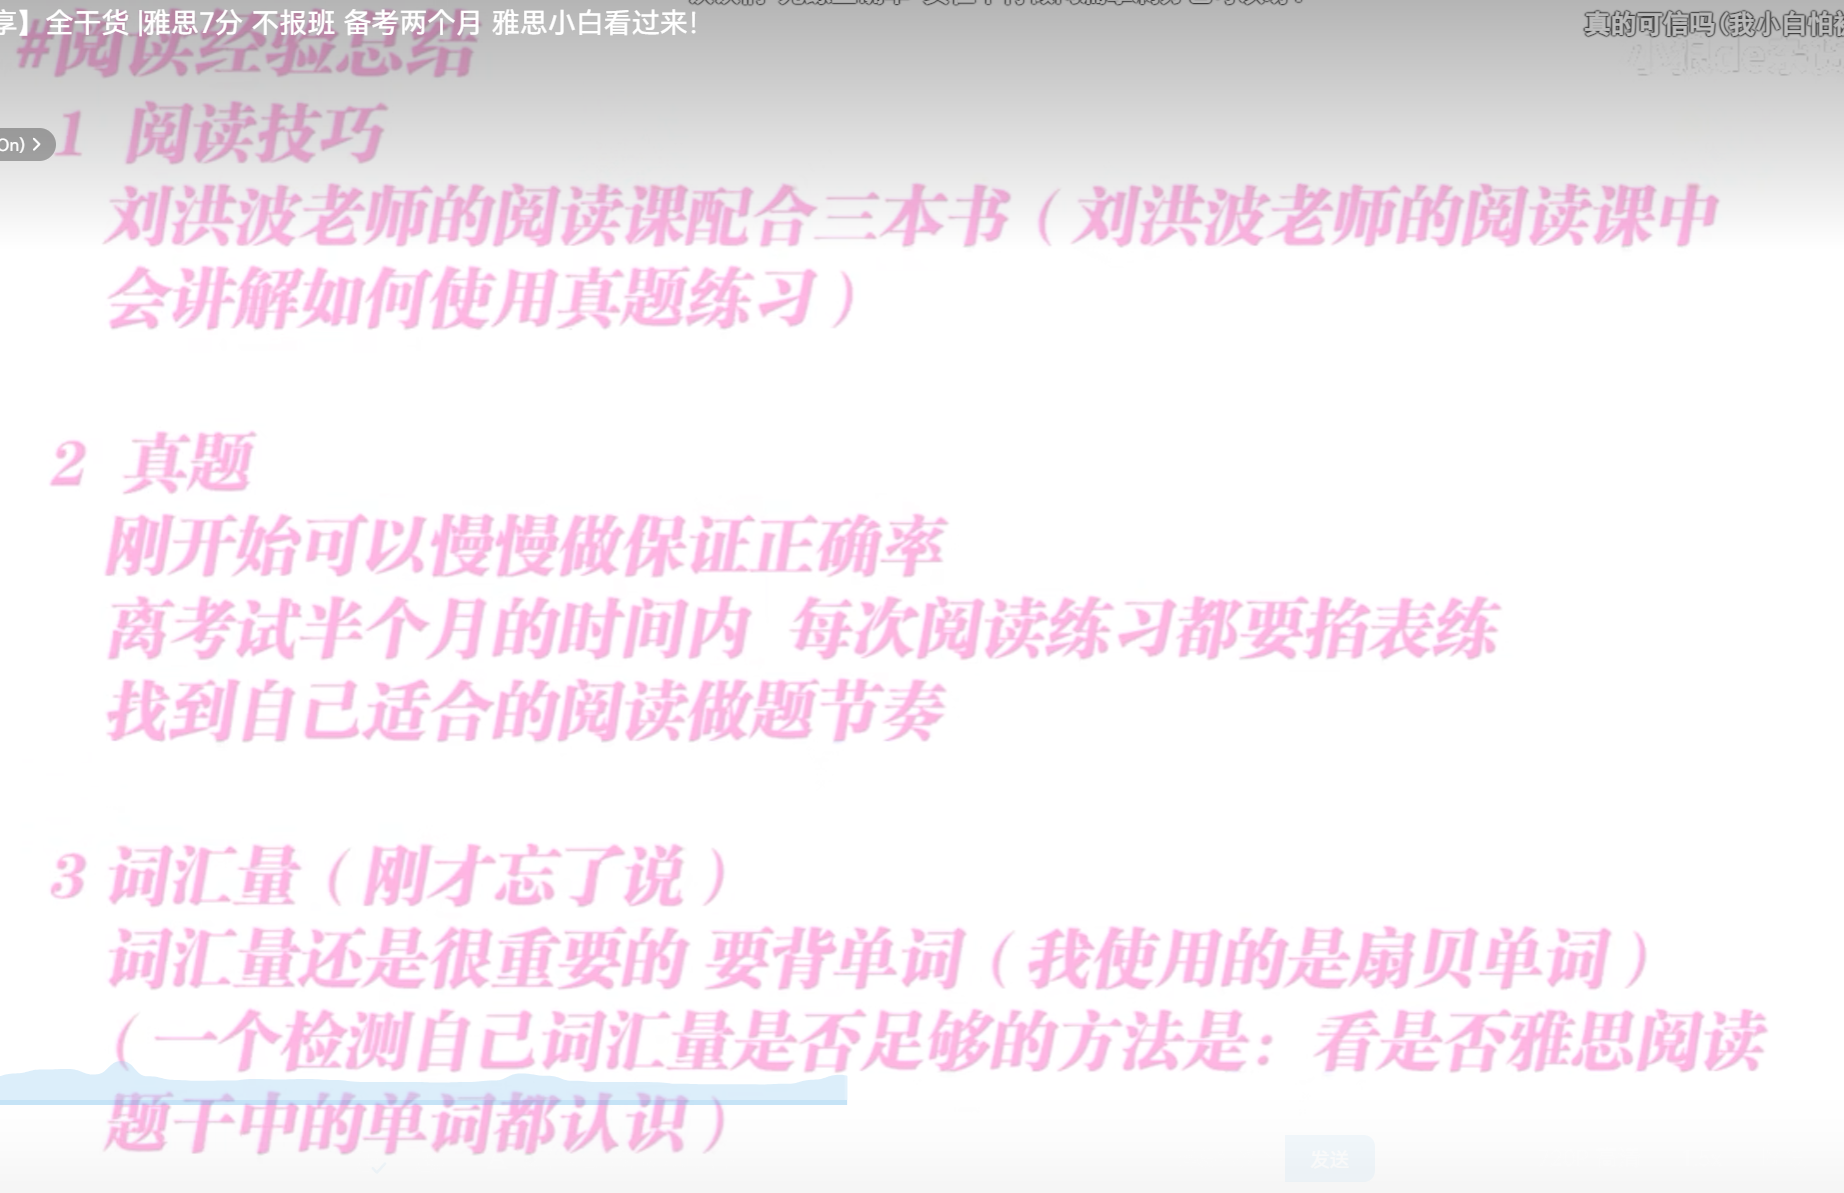 享】全干货 |雅思7分 不报班 备考两个月 雅思小白看过来!
真的可信吗(我小白怕
#阅读经验总结
1 阅读技巧
On) >
刘洪波老师的阅读课配合三本书（刘洪波老师的阅读课中
会讲解如何使用真题练习）
2 真题
刚开始可以慢慢做保证正确率
离考试半个月的时间内 每次阅读练习都要掐表练
找到自己适合的阅读做题节奏
3 词汇量（刚才忘了说）
词汇量还是很重要的 要背单词（我使用的是扇贝单词）
（一个检测自己词汇量是否足够的方法是：看是否雅思阅读
题干中的单词都认识）
发送